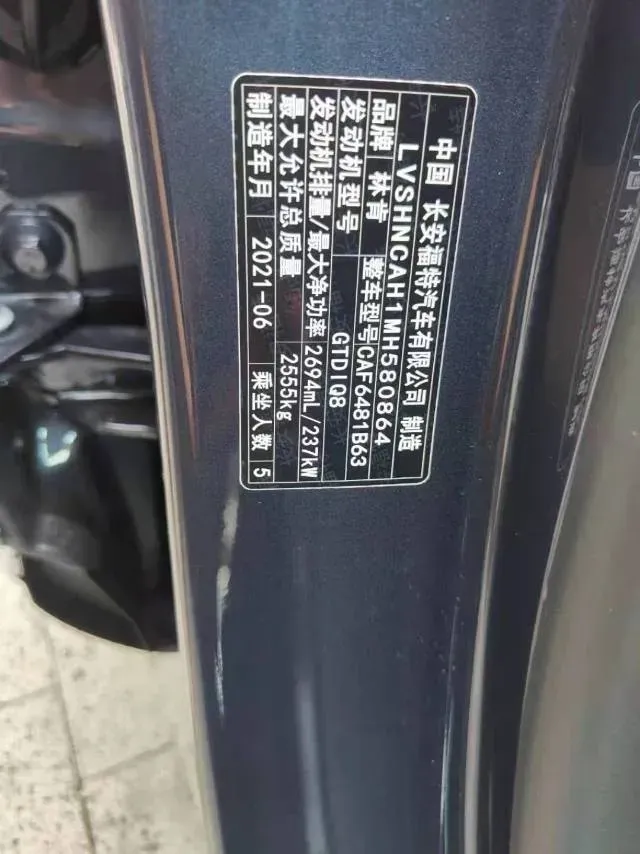 中国 长安福特汽车有限公司 制造
LVSHNCAH1MH580864
品牌 林肯 整车型号 CAF6481B63
发动机型号 GTDIQ8
发动机排量/最大净功率 2694mL/237kW
最大允许总质量 2555kg
制造年月 2021-06 乘坐人数 5